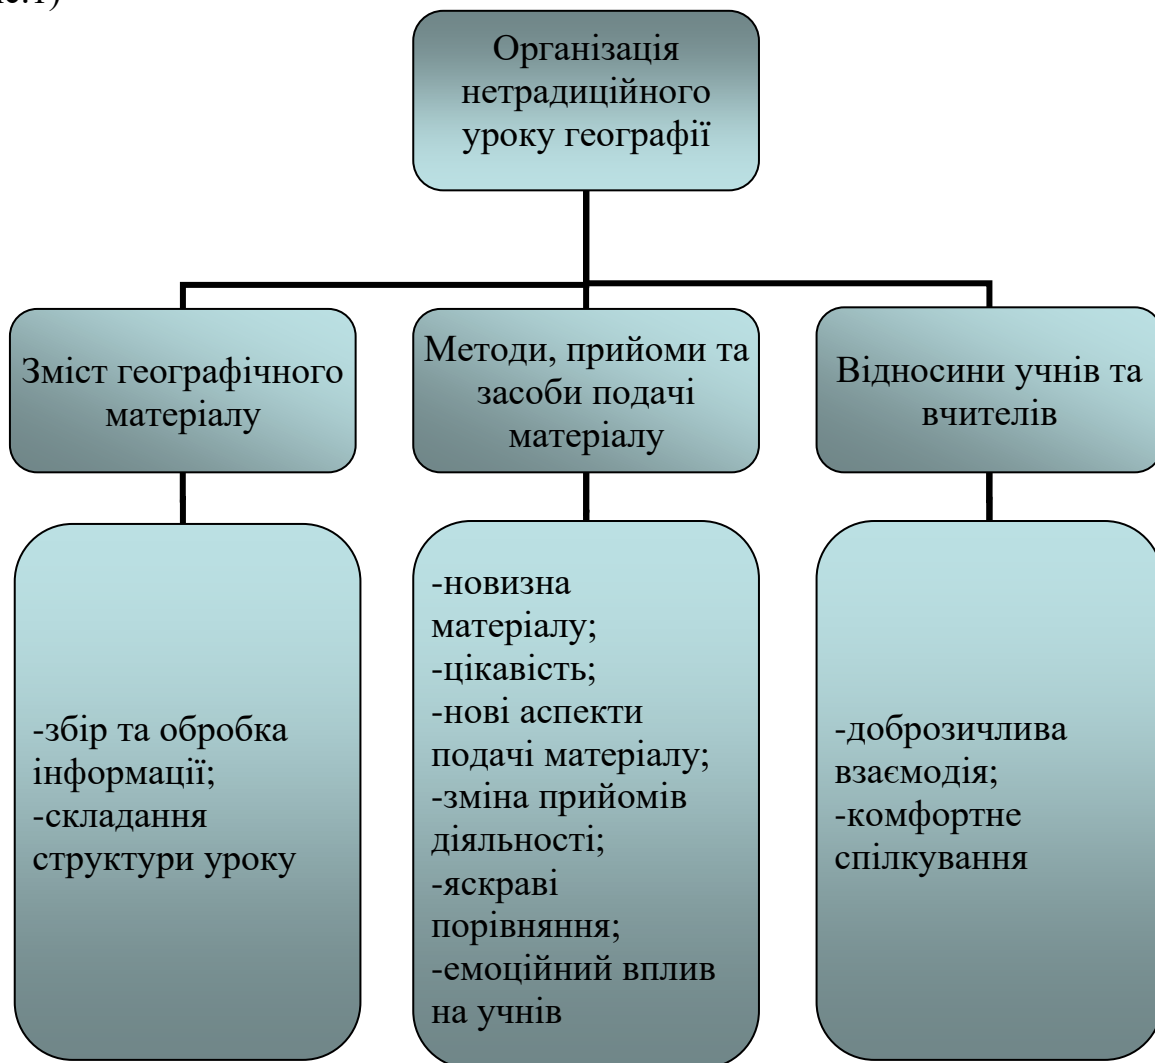 Організація
нетрадиційного
уроку географії
Зміст географічного
матеріалу
Методи, прийоми та
засоби подачі
матеріалу
Відносини учнів та
вчителів
-збір та обробка
інформації;
-складання
структури уроку
-новизна
матеріалу;
-цікавість;
-нові аспекти
подачі матеріалу;
-зміна прийомів
діяльності;
-яскраві
порівняння;
-емоційний вплив
на учнів
-доброзичлива
взаємодія;
-комфортне
спілкування